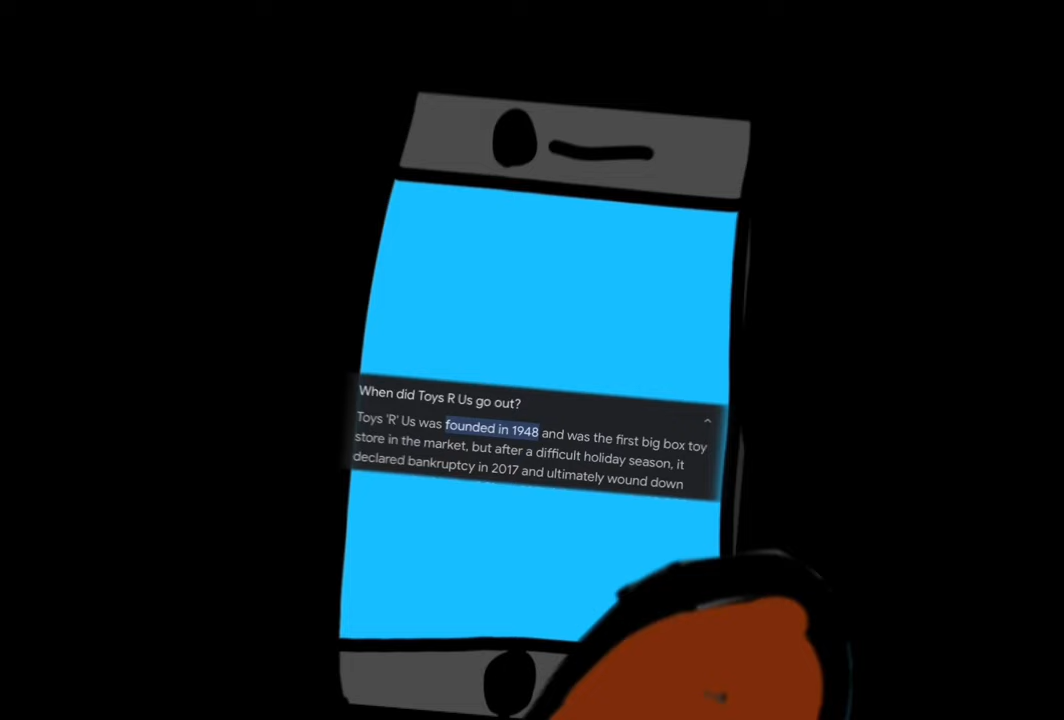 When did Toys R Us go out?
Toys 'R' Us was founded in 1948 and was the first big box toy
store in the market, but after a difficult holiday season, it
declared bankruptcy in 2017 and ultimately wound down